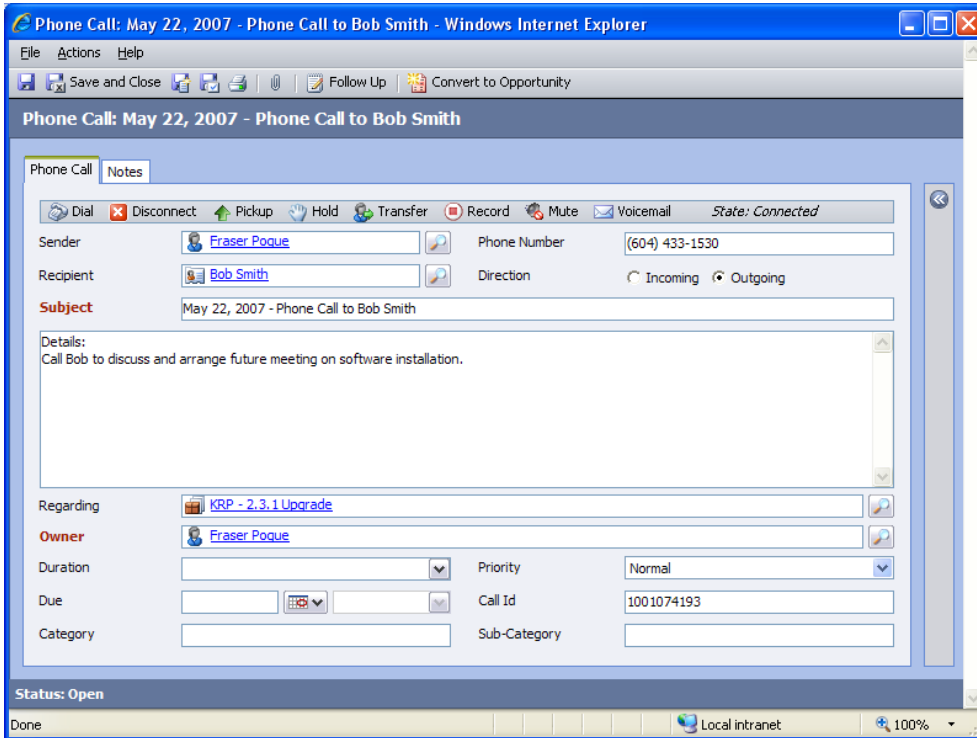 Phone Call: May 22, 2007 - Phone Call to Bob Smith - Windows Internet Explorer
File Actions Help
Save and Close Follow Up Convert to Opportunity
Phone Call: May 22, 2007 - Phone Call to Bob Smith
Phone Call Notes
Dial Disconnect Pickup Hold Transfer Record Mute Voicemail State: Connected
Sender Fraser Poque Phone Number (604) 433-1530
Recipient Bob Smith Direction Incoming Outgoing
Subject May 22, 2007 - Phone Call to Bob Smith
Details:
Call Bob to discuss and arrange future meeting on software installation.
Regarding KRP - 2.3.1 Upgrade
Owner Fraser Poque
Duration Priority Normal
Due Call Id 1001074193
Category Sub-Category
Status: Open
Done Local intranet 100%